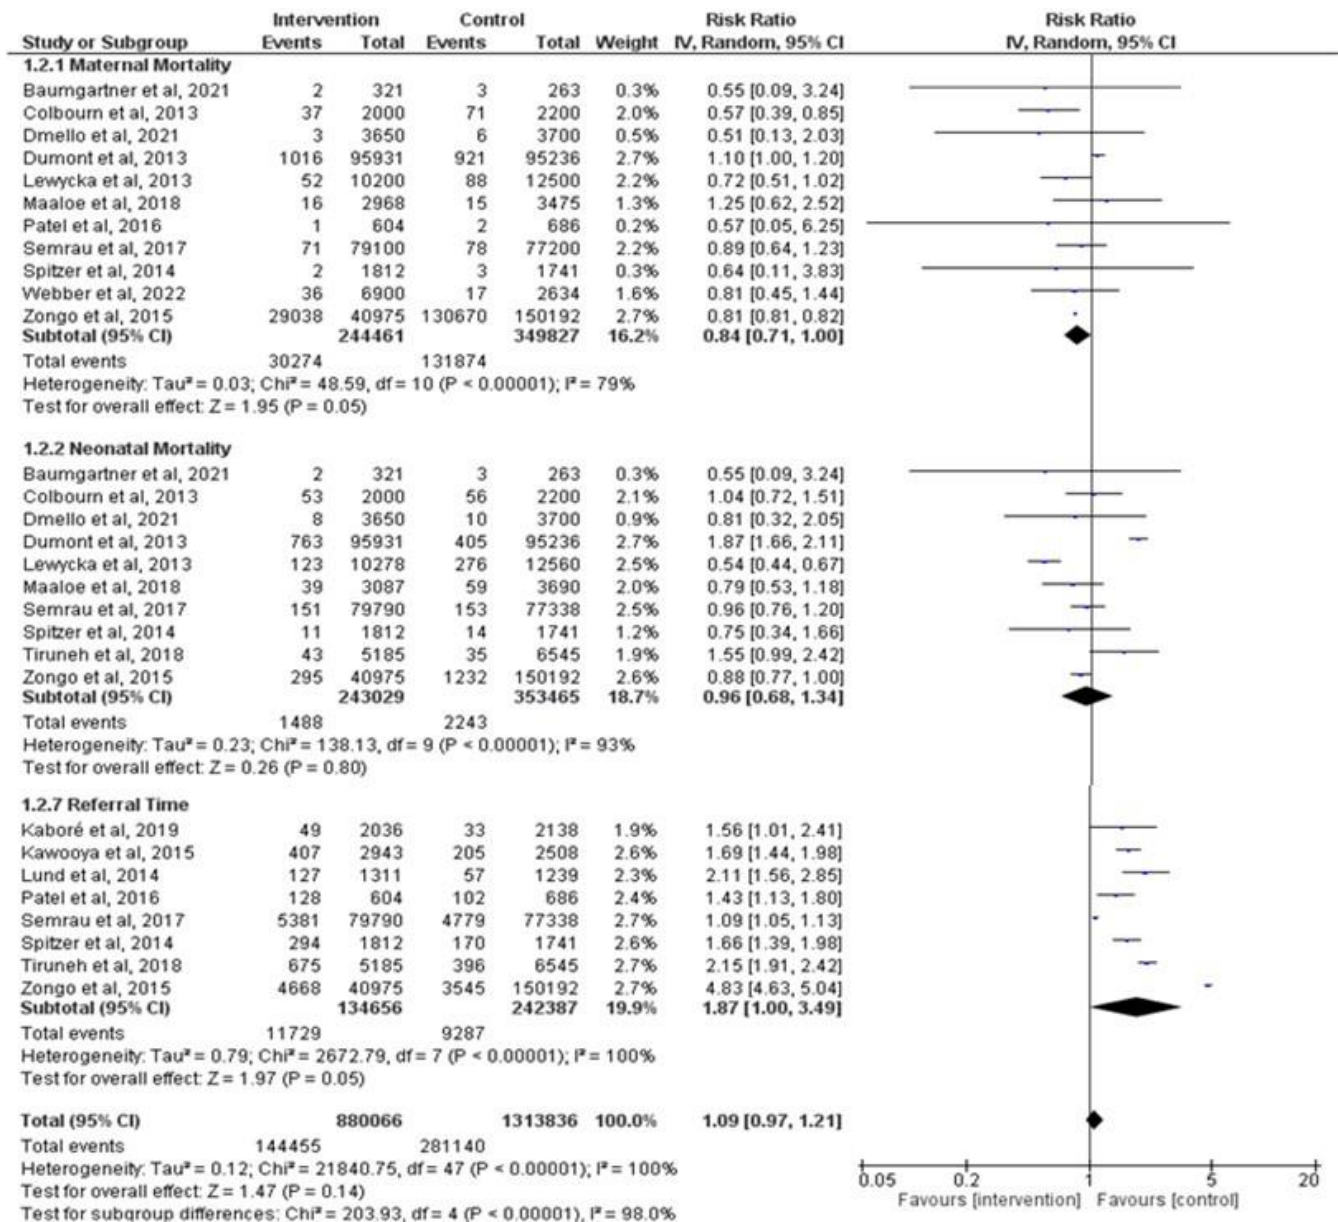 Intervention Control Risk Ratio Risk Ratio
Study or Subgroup Events Total Events Total Weight IV, Random, 95% CI IV, Random, 95% CI
1.2.1 Maternal Mortality
Baumgartner et al, 2021 2 321 3 263 0.3% 0.55 [0.09, 3.24]
Colbourn et al, 2013 37 2000 71 2200 2.0% 0.57 [0.39, 0.85]
Dmello et al, 2021 3 3650 6 3700 0.5% 0.51 [0.13, 2.03]
Dumont et al, 2013 1016 95931 921 95236 2.7% 1.10 [1.00, 1.20]
Lewycka et al, 2013 52 10200 88 12500 2.2% 0.72 [0.51, 1.02]
Maaloe et al, 2018 16 2968 15 3475 1.3% 1.25 [0.62, 2.52]
Patel et al, 2016 1 604 2 686 0.2% 0.57 [0.05, 6.25]
Semrau et al, 2017 71 79100 78 77200 2.2% 0.89 [0.64, 1.23]
Spitzer et al, 2014 2 1812 3 1741 0.3% 0.64 [0.11, 3.83]
Webber et al, 2022 36 6900 17 2634 1.6% 0.81 [0.45, 1.44]
Zongo et al, 2015 29038 40975 130670 150192 2.7% 0.81 [0.81, 0.82]
Subtotal (95% CI) 244461 349827 16.2% 0.84 [0.71, 1.00]
Total events 30274 131874
Heterogeneity: Tau² = 0.03; Chi² = 48.59, df = 10 (P < 0.00001); I² = 79%
Test for overall effect: Z = 1.95 (P = 0.05)
1.2.2 Neonatal Mortality
Baumgartner et al, 2021 2 321 3 263 0.3% 0.55 [0.09, 3.24]
Colbourn et al, 2013 53 2000 56 2200 2.1% 1.04 [0.72, 1.51]
Dmello et al, 2021 8 3650 10 3700 0.9% 0.81 [0.32, 2.05]
Dumont et al, 2013 763 95931 405 95236 2.7% 1.87 [1.66, 2.11]
Lewycka et al, 2013 123 10278 276 12560 2.5% 0.54 [0.44, 0.67]
Maaloe et al, 2018 39 3087 59 3690 2.0% 0.79 [0.53, 1.18]
Semrau et al, 2017 151 79790 153 77338 2.5% 0.96 [0.76, 1.20]
Spitzer et al, 2014 11 1812 14 1741 1.2% 0.75 [0.34, 1.66]
Tiruneh et al, 2018 43 5185 35 6545 1.9% 1.55 [0.99, 2.42]
Zongo et al, 2015 295 40975 1232 150192 2.6% 0.88 [0.77, 1.00]
Subtotal (95% CI) 243029 353465 18.7% 0.96 [0.68, 1.34]
Total events 1488 2243
Heterogeneity: Tau² = 0.23; Chi² = 138.13, df = 9 (P < 0.00001); I² = 93%
Test for overall effect: Z = 0.26 (P = 0.80)
1.2.7 Referral Time
Kaboré et al, 2019 49 2036 33 2138 1.9% 1.56 [1.01, 2.41]
Kawooya et al, 2015 407 2943 205 2508 2.6% 1.69 [1.44, 1.98]
Lund et al, 2014 127 1311 57 1239 2.3% 2.11 [1.56, 2.85]
Patel et al, 2016 128 604 102 686 2.4% 1.43 [1.13, 1.80]
Semrau et al, 2017 5381 79790 4779 77338 2.7% 1.09 [1.05, 1.13]
Spitzer et al, 2014 294 1812 170 1741 2.6% 1.66 [1.39, 1.98]
Tiruneh et al, 2018 675 5185 396 6545 2.7% 2.15 [1.91, 2.42]
Zongo et al, 2015 4668 40975 3545 150192 2.7% 4.83 [4.63, 5.04]
Subtotal (95% CI) 134656 242387 19.9% 1.87 [1.00, 3.49]
Total events 11729 9287
Heterogeneity: Tau² = 0.79; Chi² = 2672.79, df = 7 (P < 0.00001); I² = 100%
Test for overall effect: Z = 1.97 (P = 0.05)
Total (95% CI) 880066 1313836 100.0% 1.09 [0.97, 1.21]
Total events 144455 281140
Heterogeneity: Tau² = 0.12; Chi² = 21840.75, df = 47 (P < 0.00001); I² = 100%
Test for overall effect: Z = 1.47 (P = 0.14)
Test for subgroup differences: Chi² = 203.93, df = 4 (P < 0.00001), I² = 98.0%
0.05 0.2 1 5 20
Favours [intervention] Favours [control]